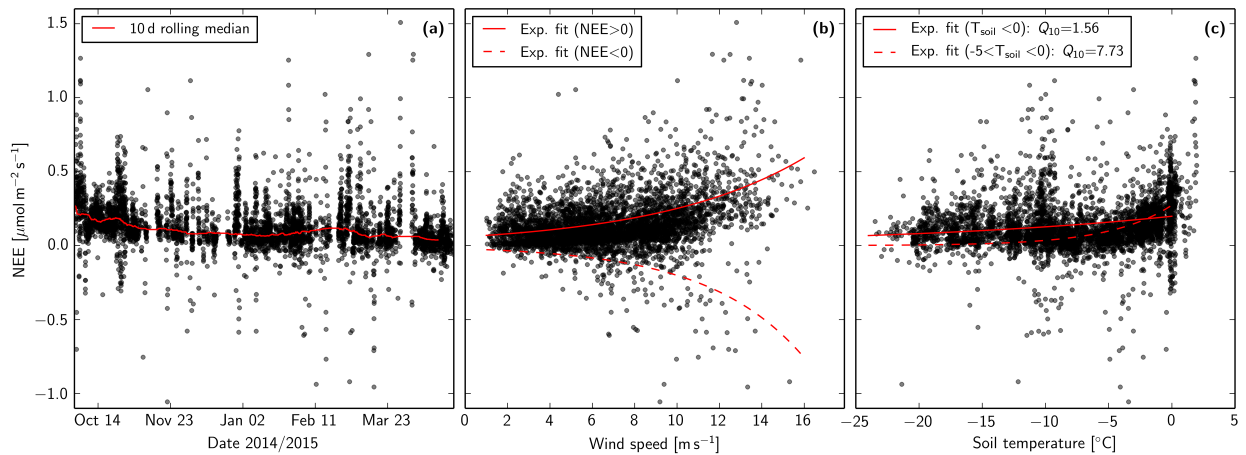 NEE [μmol m⁻² s⁻¹]
1.5
1.0
0.5
0.0
−0.5
−1.0
10 d rolling median
(a)
Oct 14 Nov 23 Jan 02 Feb 11 Mar 23
Date 2014/2015
Exp. fit (NEE>0)
Exp. fit (NEE<0)
(b)
0 2 4 6 8 10 12 14 16
Wind speed [m s⁻¹]
Exp. fit (Tsoil <0): Q10=1.56
Exp. fit (-5<Tsoil <0): Q10=7.73
(c)
−25 −20 −15 −10 −5 0 5
Soil temperature [°C]